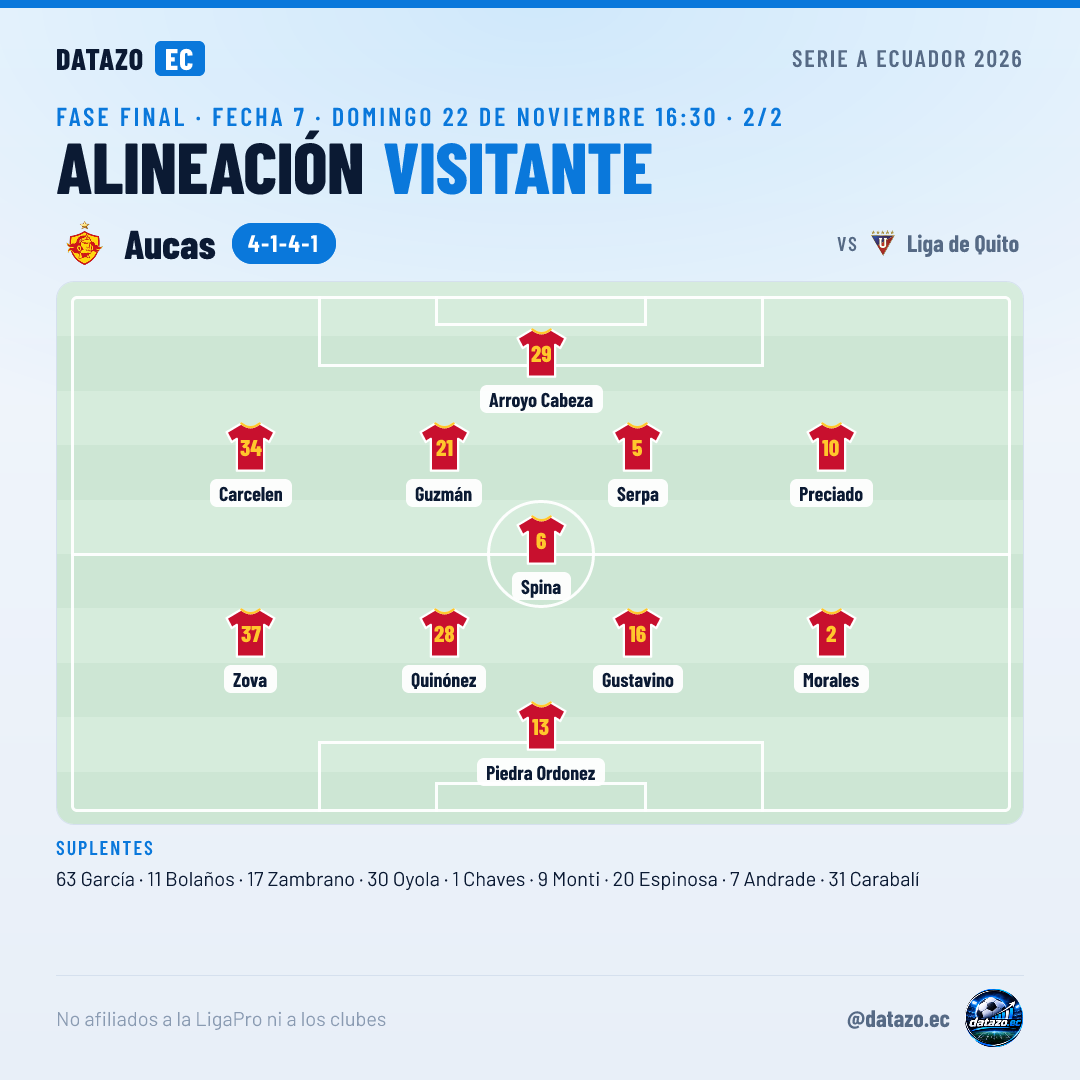 DATAZO EC
SERIE A ECUADOR 2026
FASE FINAL · FECHA 7 · DOMINGO 22 DE NOVIEMBRE 16:30 · 2/2
ALINEACIÓN VISITANTE
Aucas 4-1-4-1
VS U Liga de Quito
29
Arroyo Cabeza
34 21 5 10
Carcelen Guzmán Serpa Preciado
6
Spina
37 28 16 2
Zova Quinónez Gustavino Morales
13
Piedra Ordonez
SUPLENTES
63 García · 11 Bolaños · 17 Zambrano · 30 Oyola · 1 Chaves · 9 Monti · 20 Espinosa · 7 Andrade · 31 Carabalí
No afiliados a la LigaPro ni a los clubes
@datazo.ec
datazo.ec